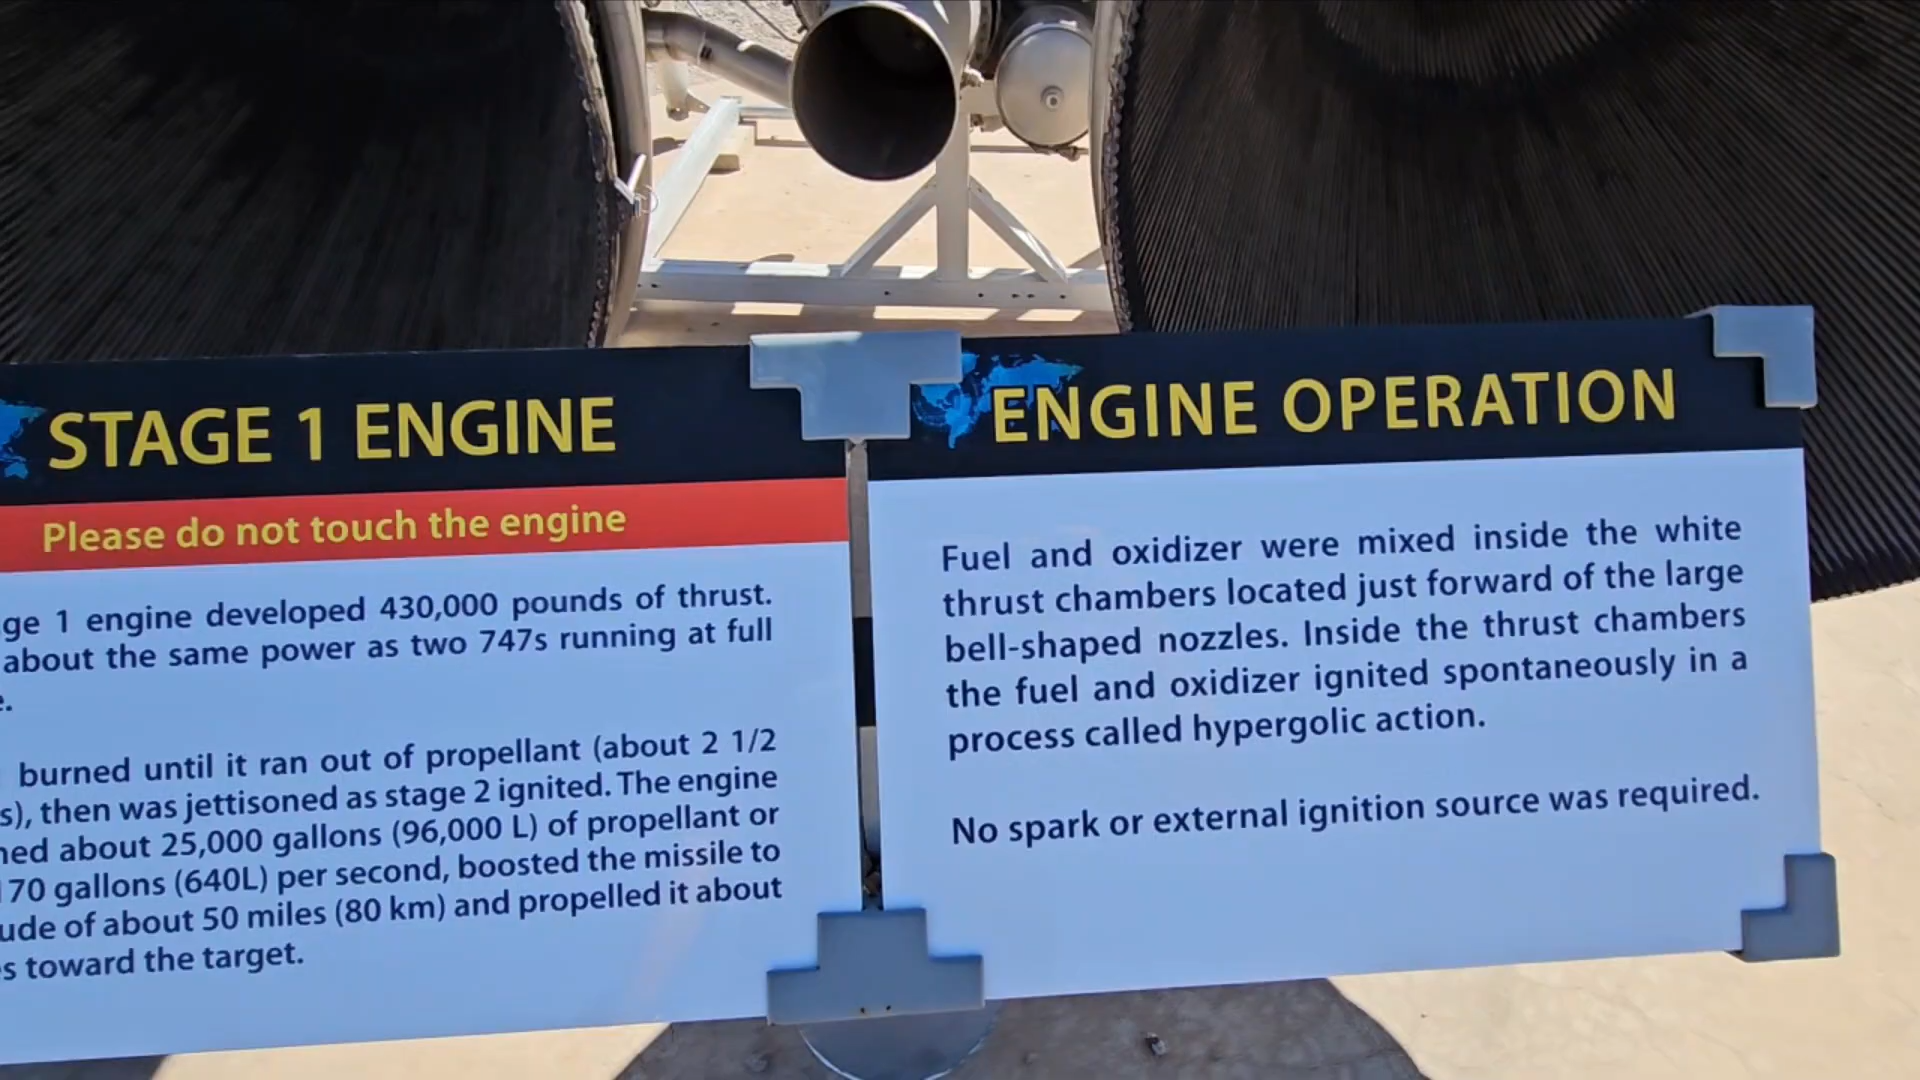 STAGE 1 ENGINE
Please do not touch the engine
1 engine developed 430,000 pounds of thrust.
about the same power as two 747s running at full
burned until it ran out of propellant (about 2 1/2
then was jettisoned as stage 2 ignited. The engine
about 25,000 gallons (96,000 L) of propellant or
170 gallons (640L) per second, boosted the missile to
of about 50 miles (80 km) and propelled it about
toward the target.
ENGINE OPERATION
Fuel and oxidizer were mixed inside the white
thrust chambers located just forward of the large
bell-shaped nozzles. Inside the thrust chambers
the fuel and oxidizer ignited spontaneously in a
process called hypergolic action.
No spark or external ignition source was required.